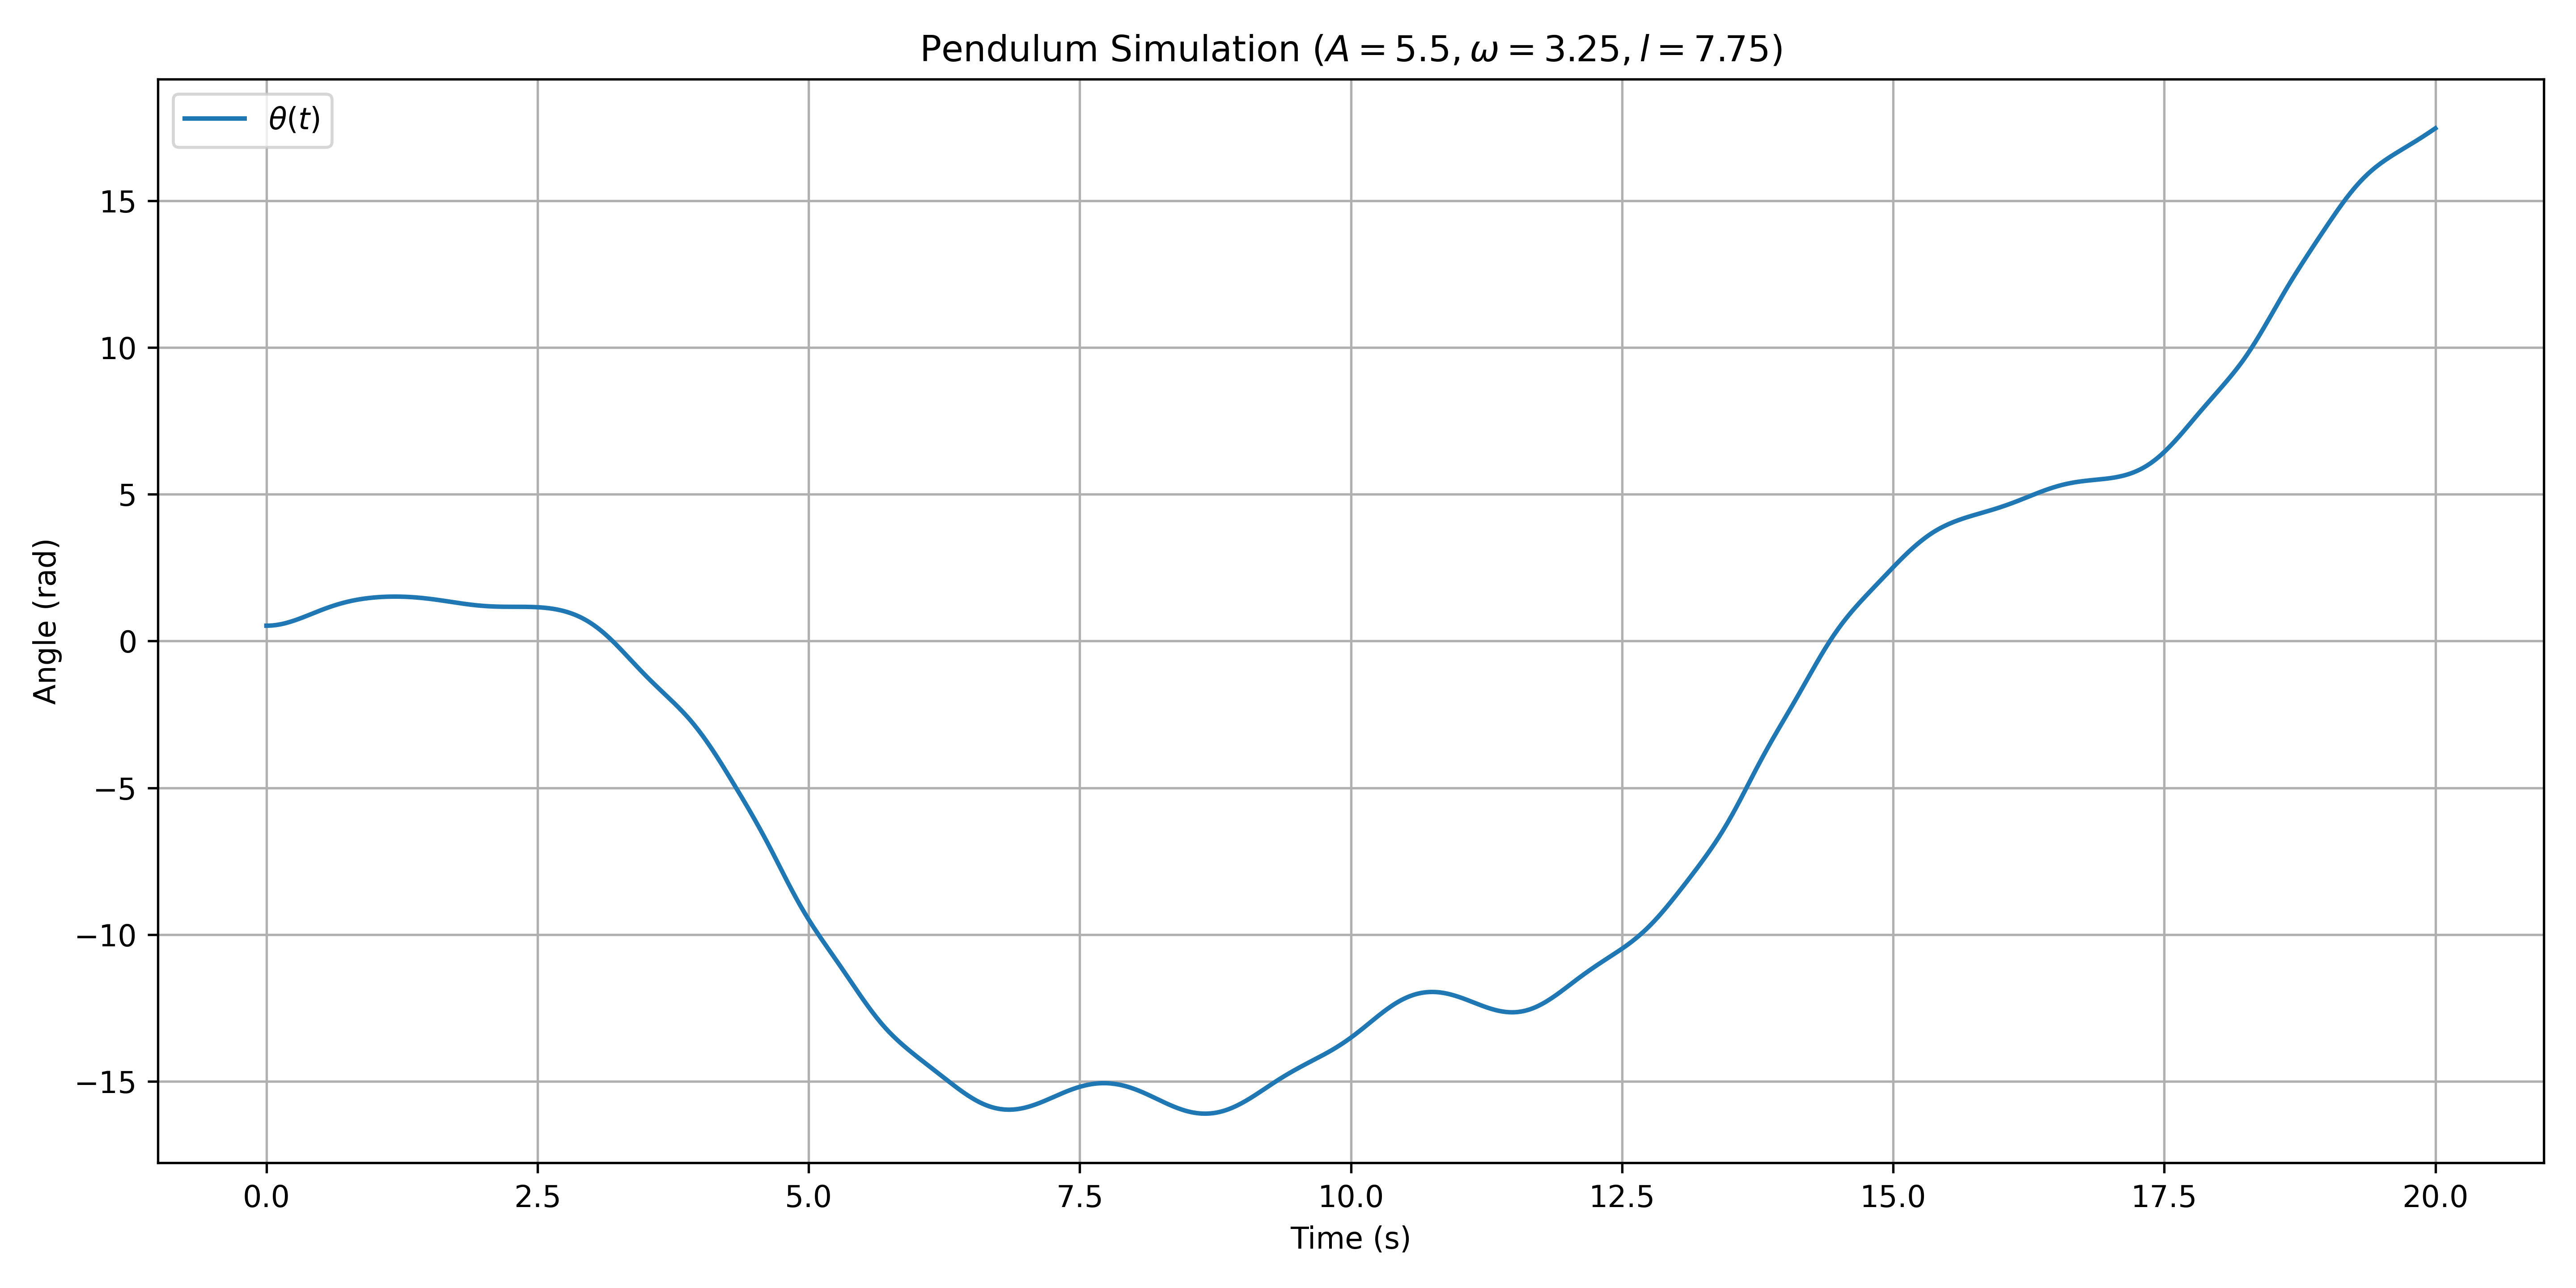 Pendulum Simulation (A = 5.5, ω = 3.25, l = 7.75)
θ(t)
15
10
5
0
−5
−10
−15
Angle (rad)
0.0 2.5 5.0 7.5 10.0 12.5 15.0 17.5 20.0
Time (s)